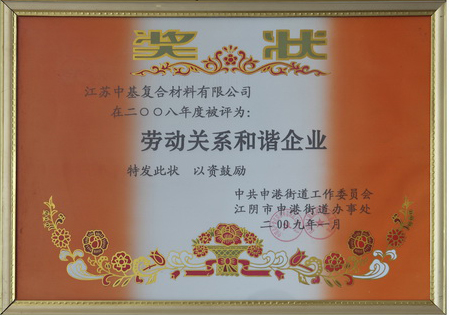 奖状
江苏中基复合材料有限公司
在二〇〇八年度被评为：
劳动关系和谐企业
特发此状 以资鼓励
中共申港街道工作委员会
江阴市申港街道办事处
二00九年一月